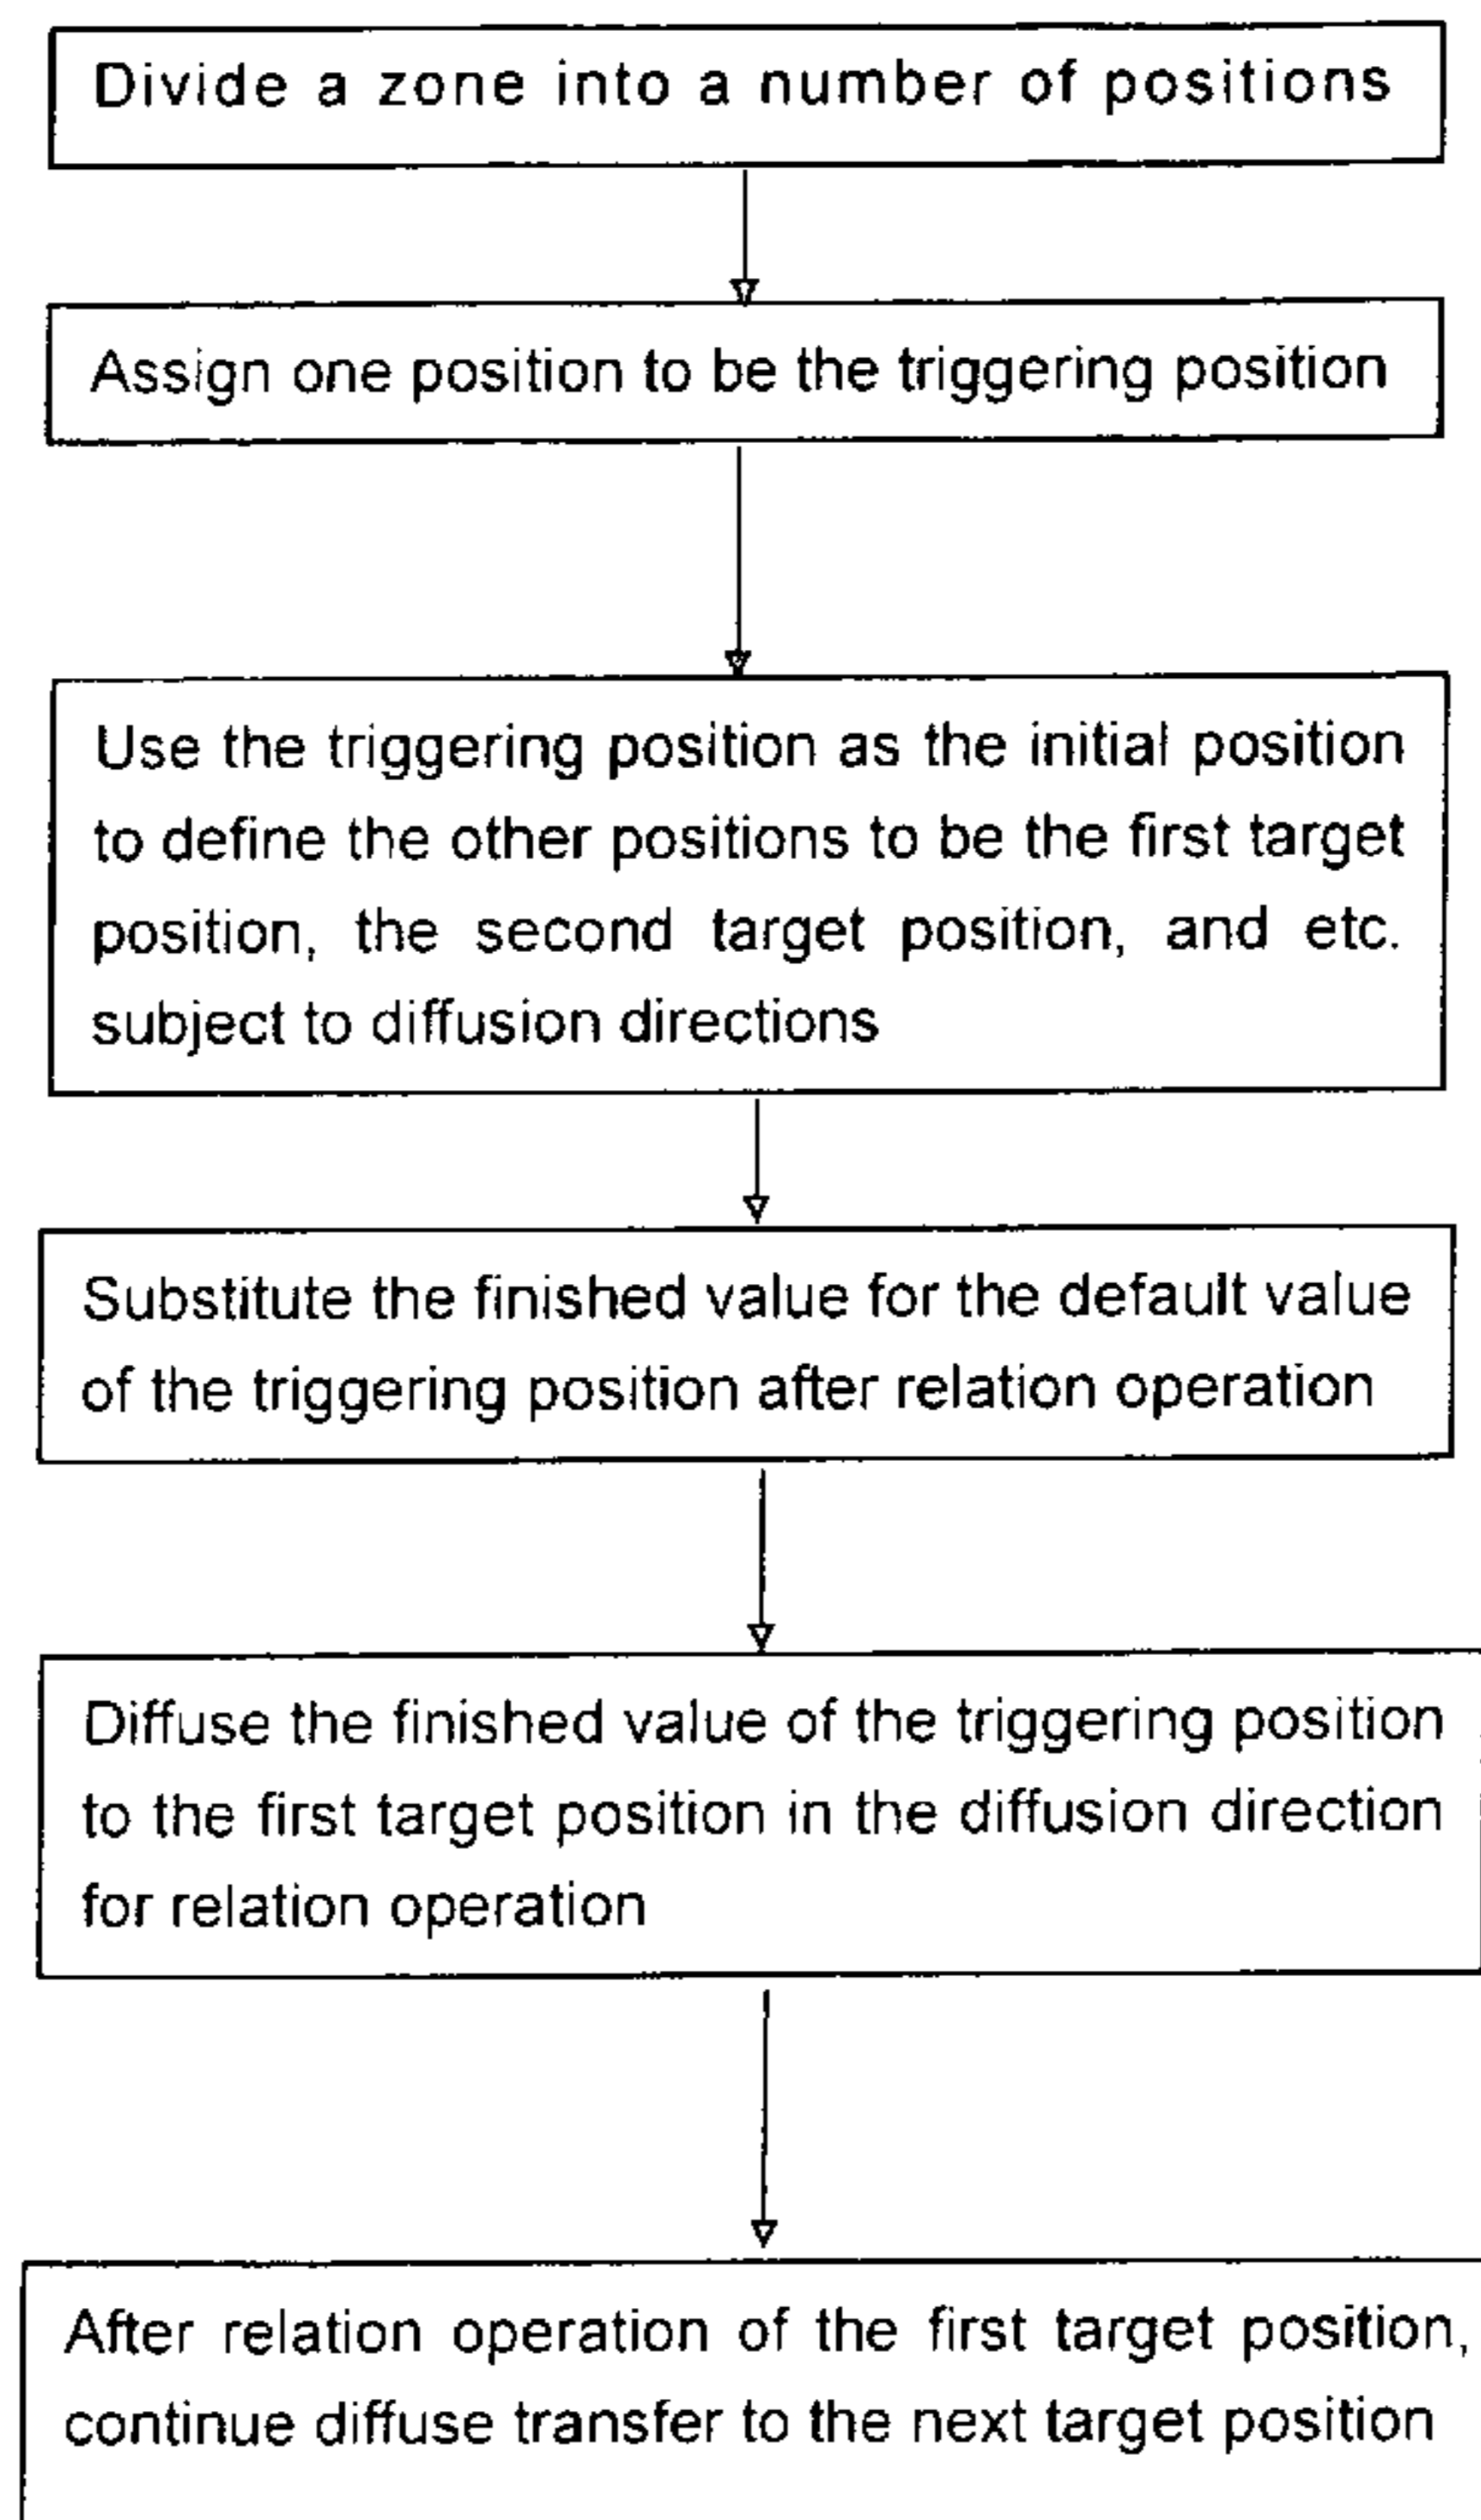 Divide a zone into a number of positions
Assign one position to be the triggering position
Use the triggering position as the initial position
to define the other positions to be the first target
position, the second target position, and etc.
subject to diffusion directions
Substitute the finished value for the default value
of the triggering position after relation operation
Diffuse the finished value of the triggering position
to the first target position in the diffusion direction
for relation operation
After relation operation of the first target position,
continue diffuse transfer to the next target position